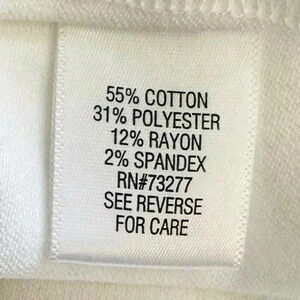 55% COTTON
31% POLYESTER
12% RAYON
2% SPANDEX
RN#73277
SEE REVERSE
FOR CARE